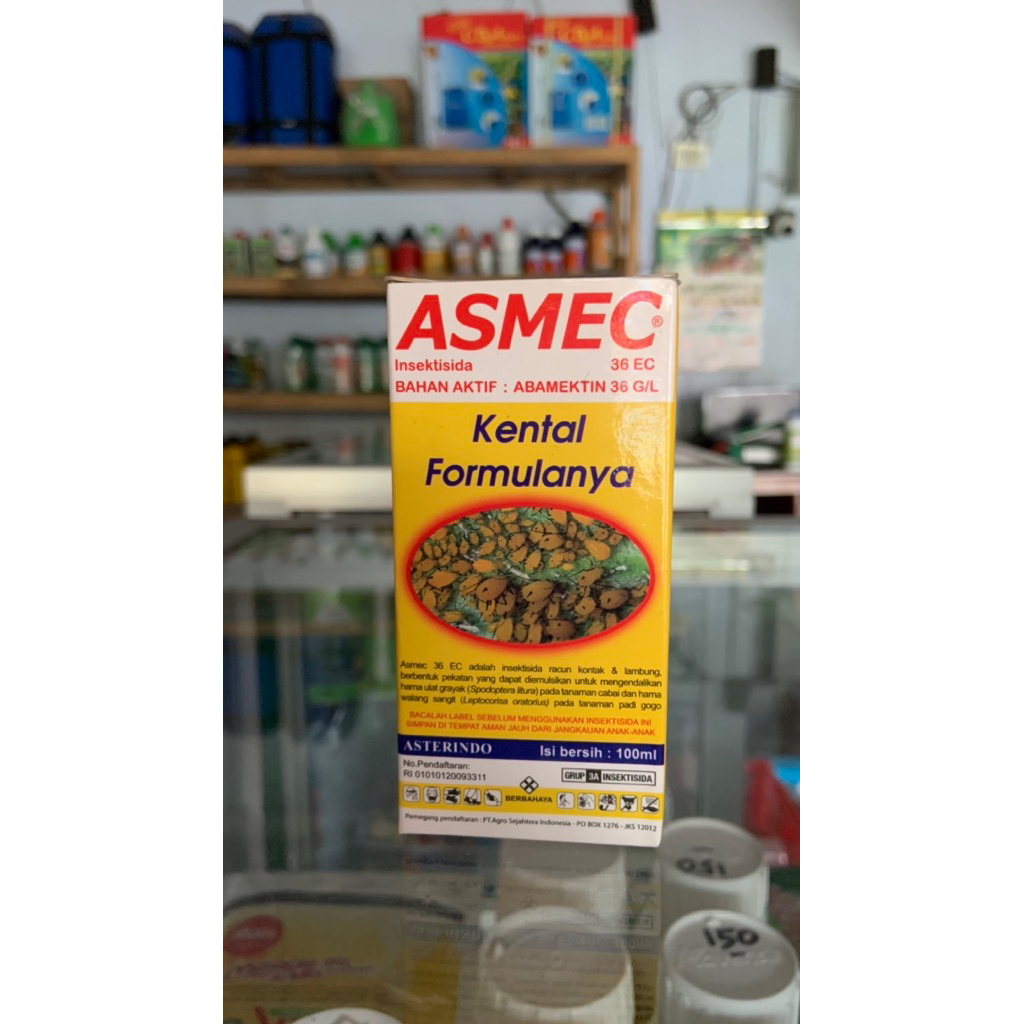 ASMEC®
Insektisida 36 EC
BAHAN AKTIF : ABAMEKTIN 36 G/L
Kental
Formulanya
Asmec 36 EC adalah insektisida racun kontak & lambung,
berbentuk pekatan yang dapat diemulsikan untuk mengendalikan
hama ulat grayak (Spodoptera litura) pada tanaman cabai dan hama
walang sangit (Leptocorisa oratorius) pada tanaman padi gogo
BACALAH LABEL SEBELUM MENGGUNAKAN INSEKTISIDA INI
SIMPAN DI TEMPAT AMAN JAUH DARI JANGKAUAN ANAK-ANAK
ASTERINDO Isi bersih : 100ml
No.Pendaftaran:
RI 01010120093311
GRUP 3A INSEKTISIDA
BERBAHAYA
Pemegang pendaftaran : PT.Agro Sejahtera Indonesia - PO BOX 1276 - JKS 12012
150